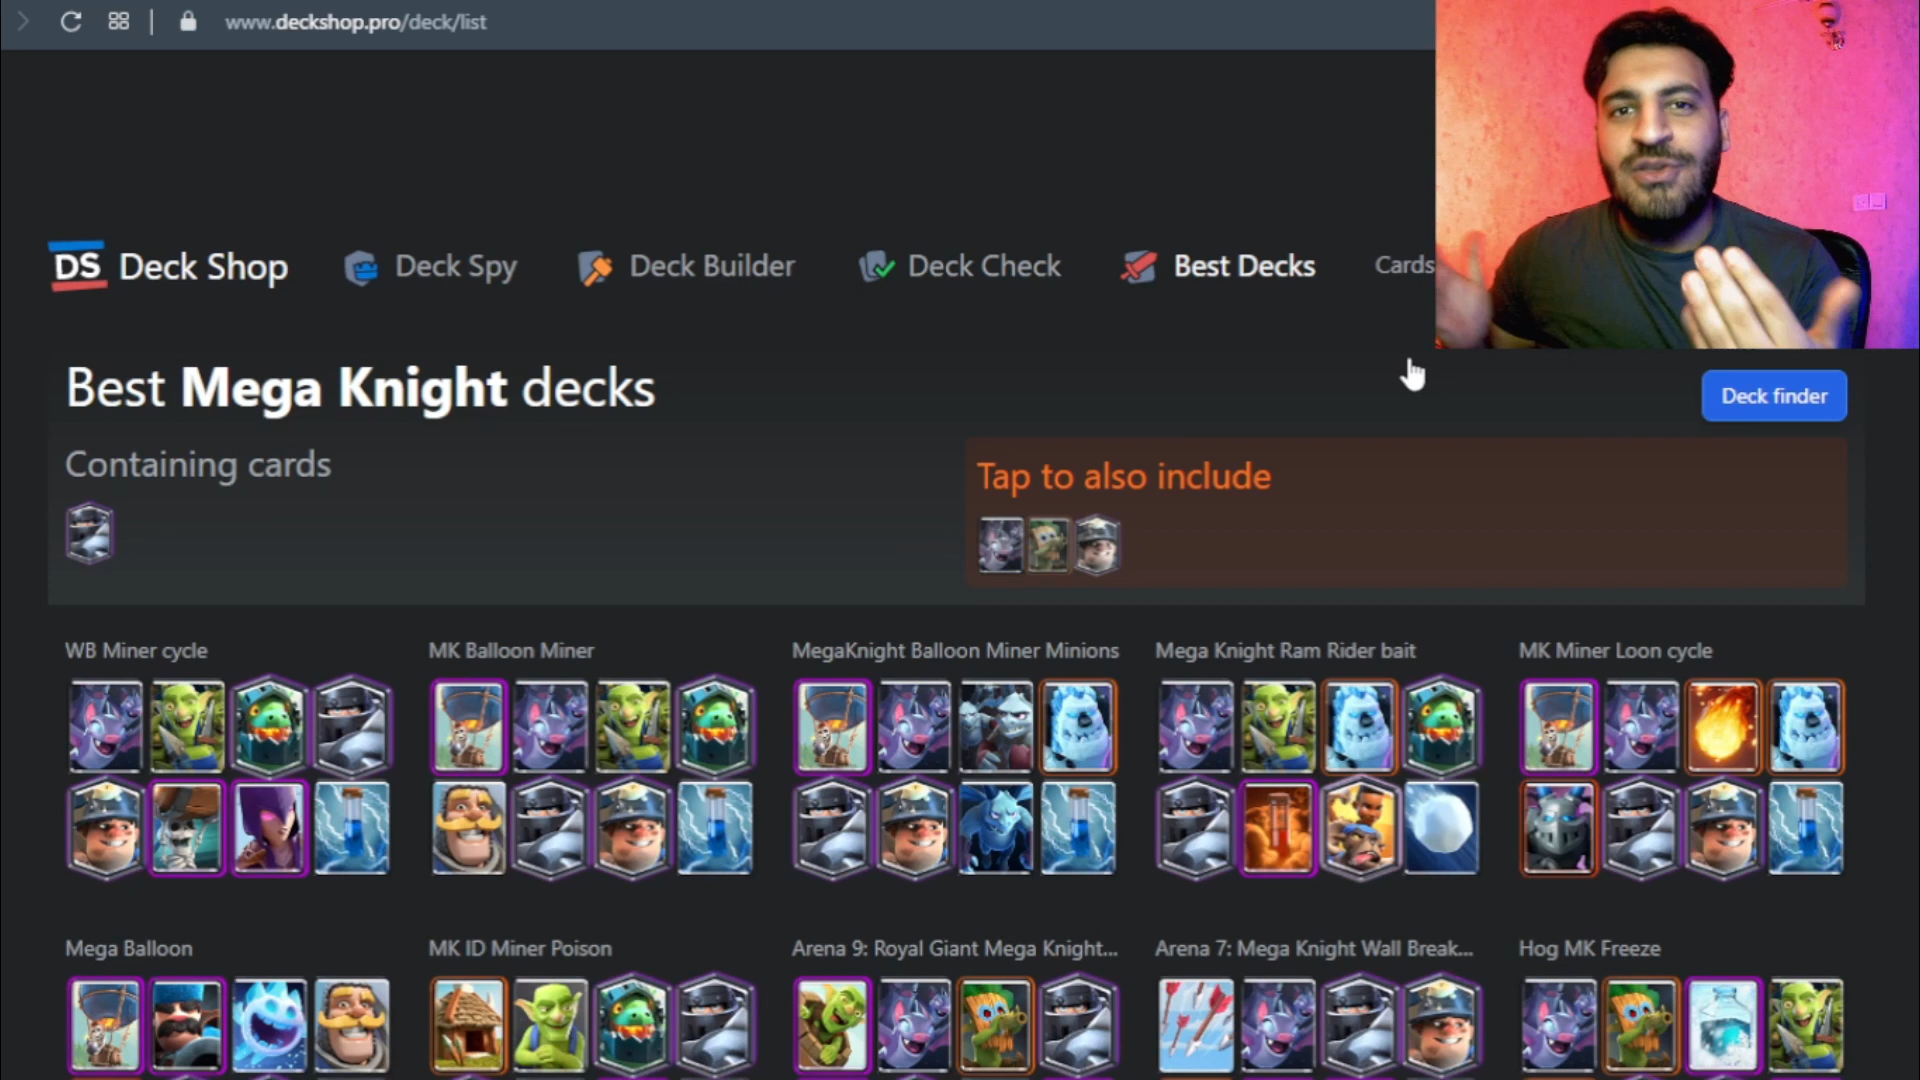 www.deckshop.pro/deck/list
DS Deck Shop
Deck Spy
Deck Builder
Deck Check
Best Decks
Cards
Best Mega Knight decks
Deck finder
Containing cards
Tap to also include
WB Miner cycle
MK Balloon Miner
MegaKnight Balloon Miner Minions
Mega Knight Ram Rider bait
MK Miner Loon cycle
Mega Balloon
MK ID Miner Poison
Arena 9: Royal Giant Mega Knight...
Arena 7: Mega Knight Wall Break...
Hog MK Freeze